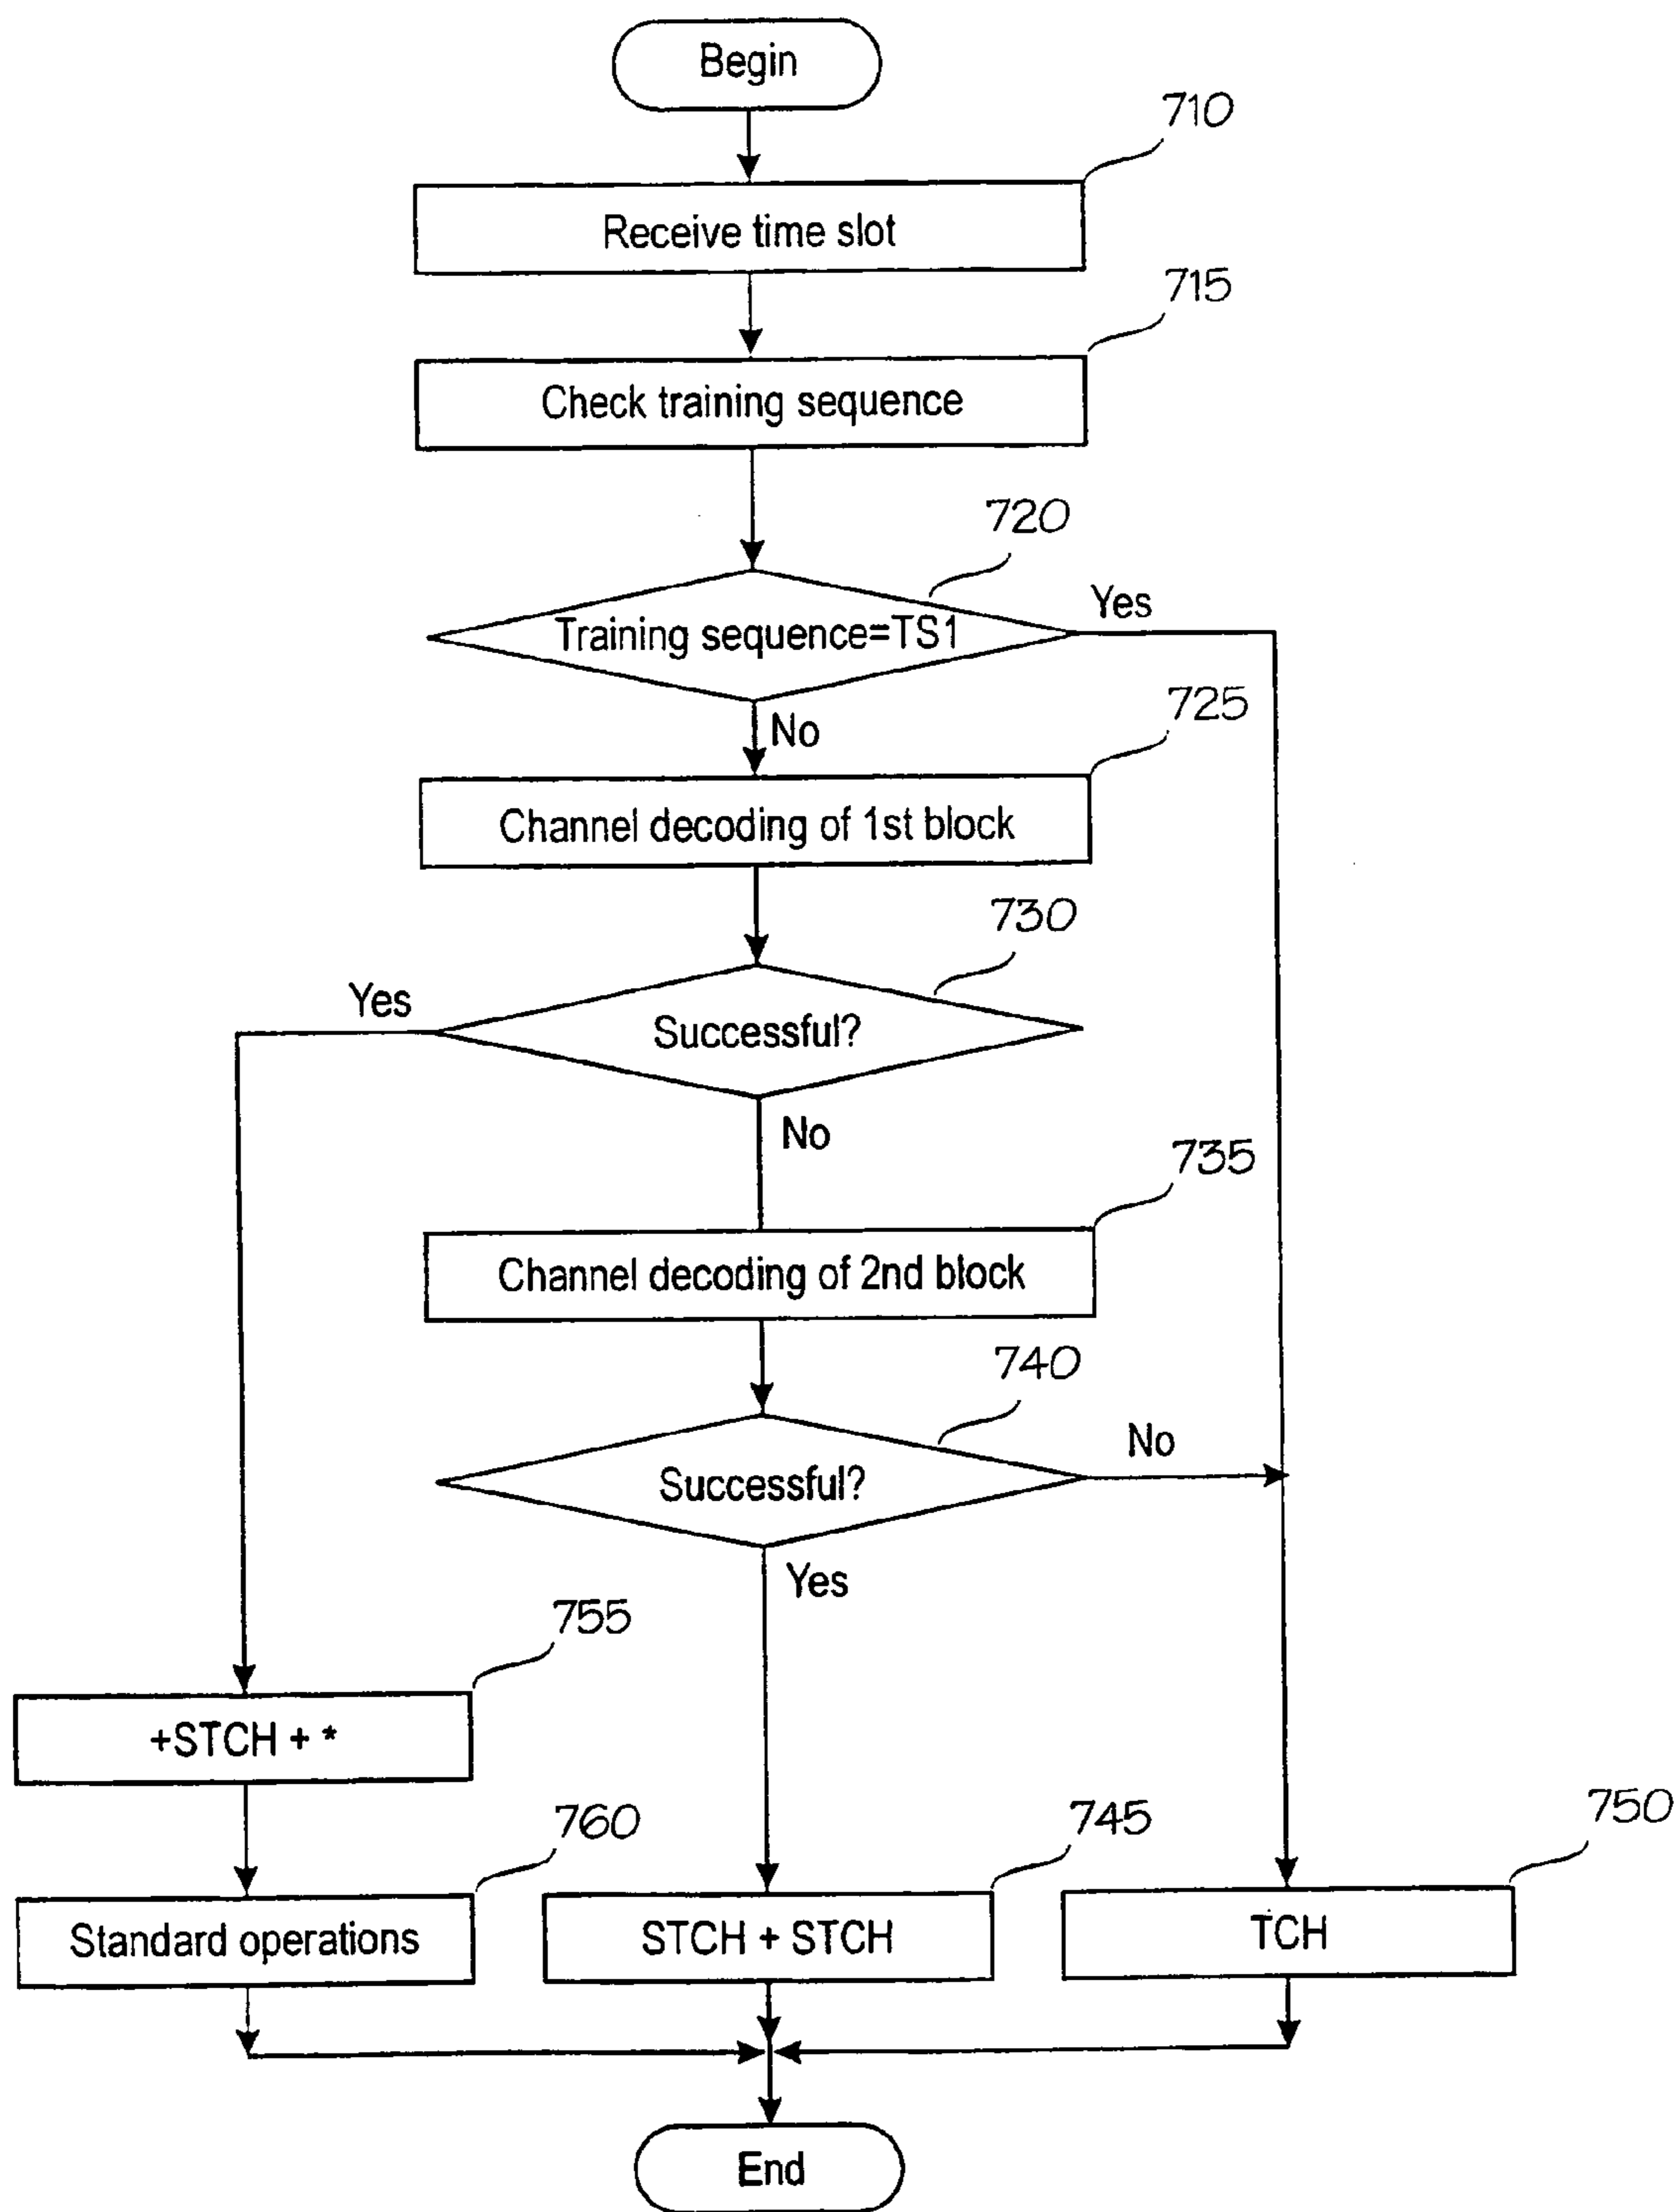 Begin
710
Receive time slot
715
Check training sequence
720
Training sequence=TS1
Yes
No
725
Channel decoding of 1st block
730
Yes
Successful?
No
735
Channel decoding of 2nd block
740
No
Successful?
Yes
755
+STCH + *
760
745
750
Standard operations
STCH + STCH
TCH
End